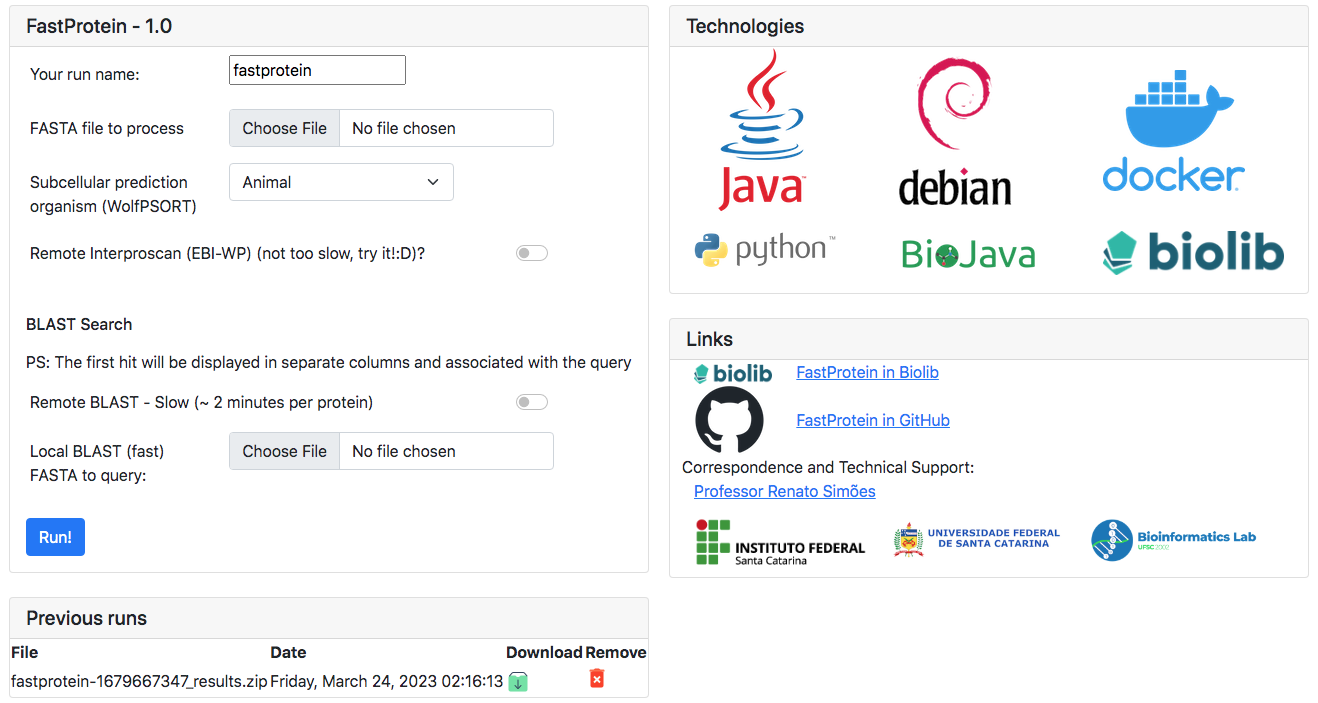 FastProtein - 1.0
Your run name:
fastprotein
FASTA file to process
Choose File
No file chosen
Subcellular prediction
organism (WolfPSORT)
Animal
Remote Interproscan (EBI-WP) (not too slow, try it!:D)?
BLAST Search
PS: The first hit will be displayed in separate columns and associated with the query
Remote BLAST - Slow (~ 2 minutes per protein)
Local BLAST (fast)
FASTA to query:
Choose File
No file chosen
Run!
Previous runs
File Date Download Remove
fastprotein-1679667347_results.zip Friday, March 24, 2023 02:16:13
Technologies
Java™
debian
docker
python™
BioJava
biolib
Links
biolib
FastProtein in Biolib
FastProtein in GitHub
Correspondence and Technical Support:
Professor Renato Simões
INSTITUTO FEDERAL
Santa Catarina
UNIVERSIDADE FEDERAL
DE SANTA CATARINA
Bioinformatics Lab
UFSC 2002